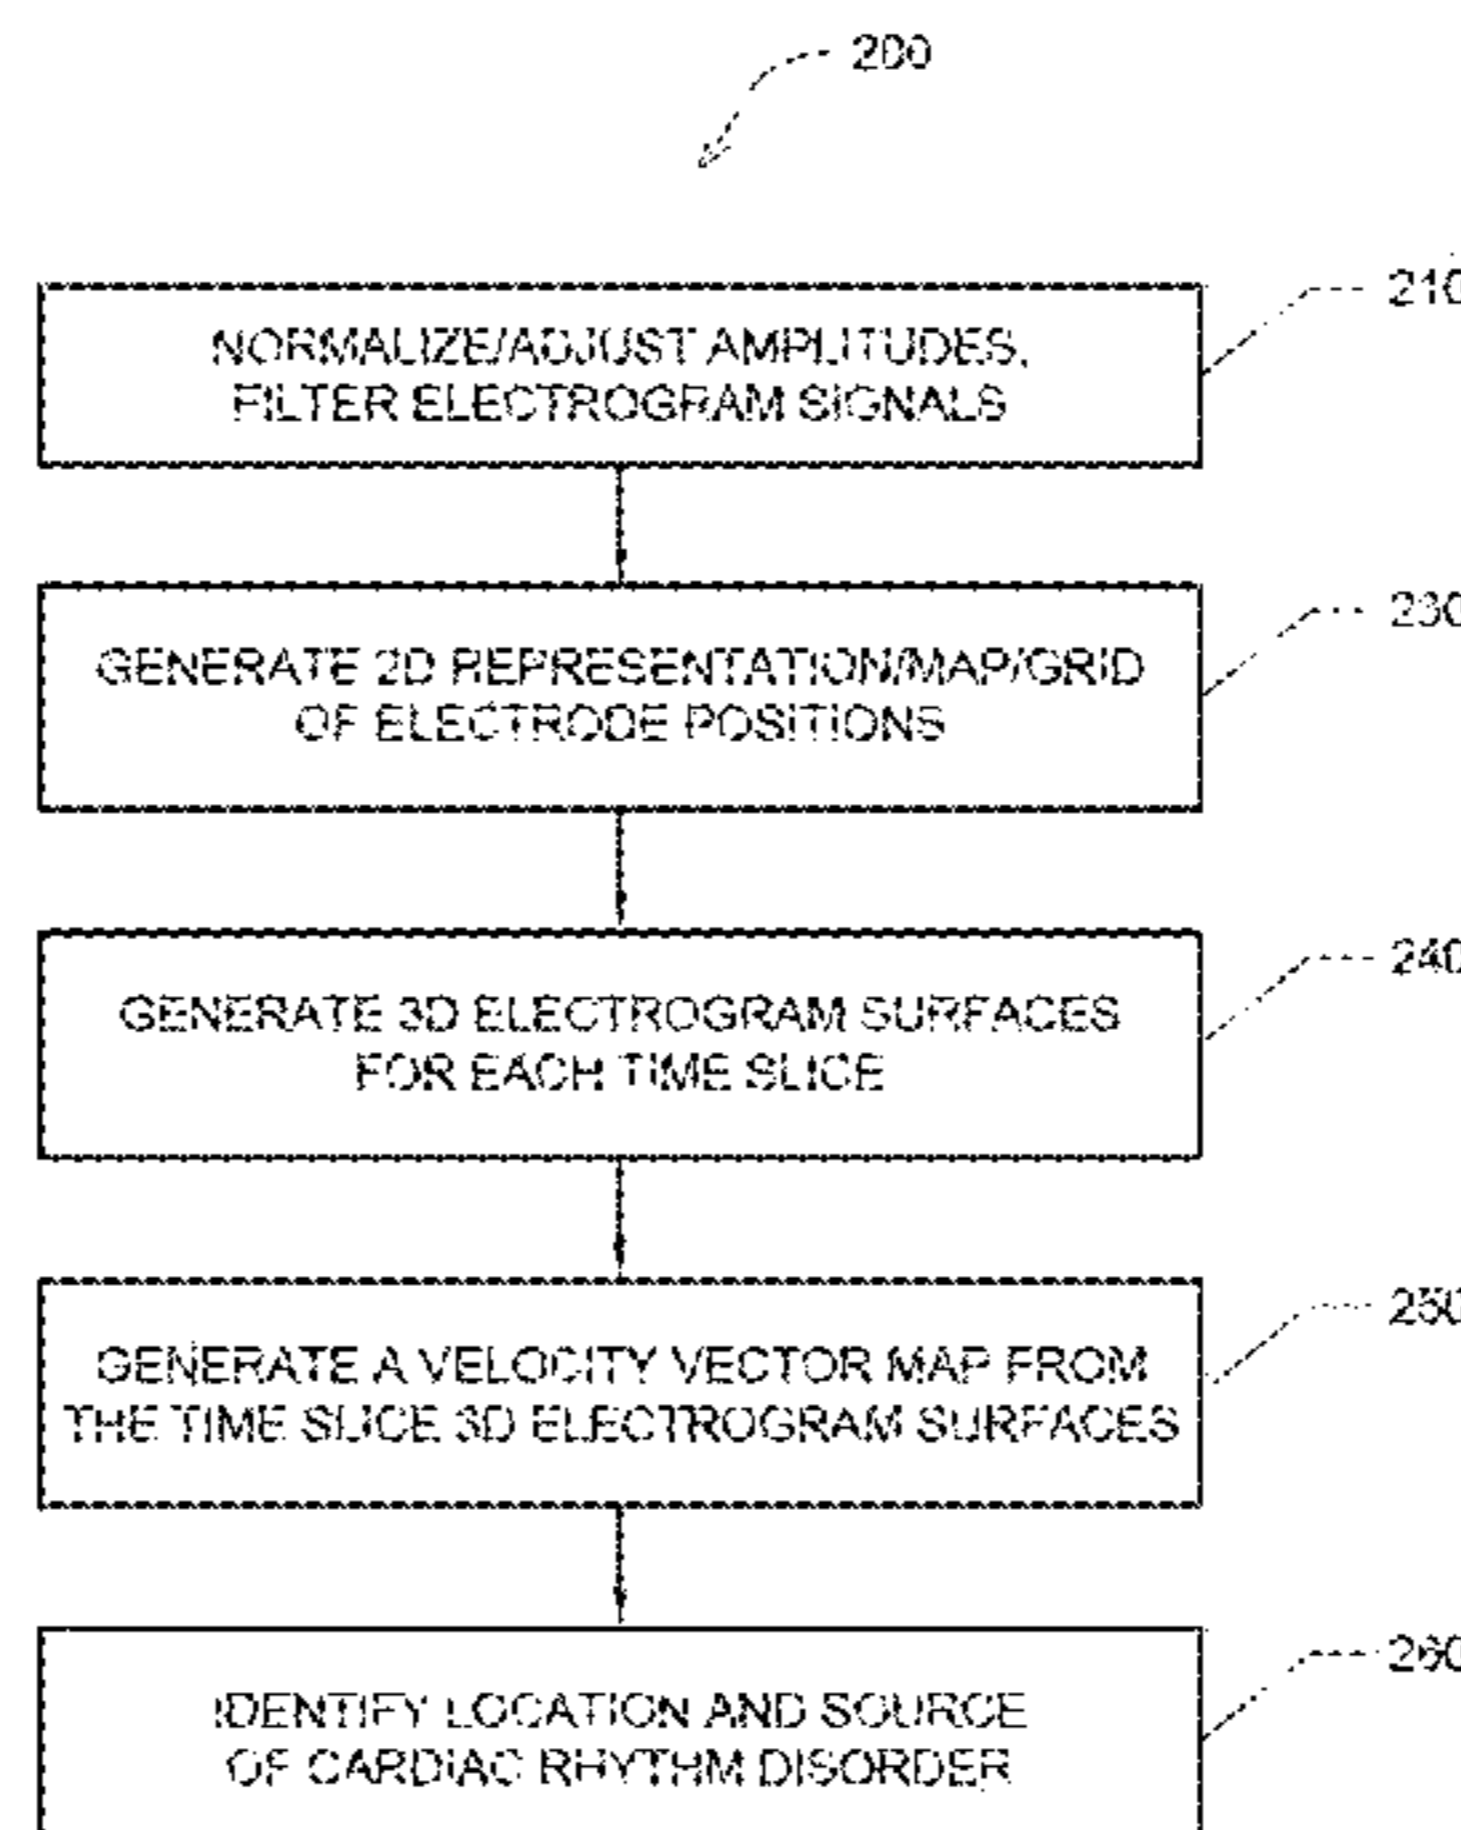 200
210
NORMALIZE/ADJUST AMPLITUDES,
FILTER ELECTROGRAM SIGNALS
230
GENERATE 2D REPRESENTATION/MAP/GRID
OF ELECTRODE POSITIONS
240
GENERATE 3D ELECTROGRAM SURFACES
FOR EACH TIME SLICE
250
GENERATE A VELOCITY VECTOR MAP FROM
THE TIME SLICE 3D ELECTROGRAM SURFACES
260
IDENTIFY LOCATION AND SOURCE
OF CARDIAC RHYTHM DISORDER